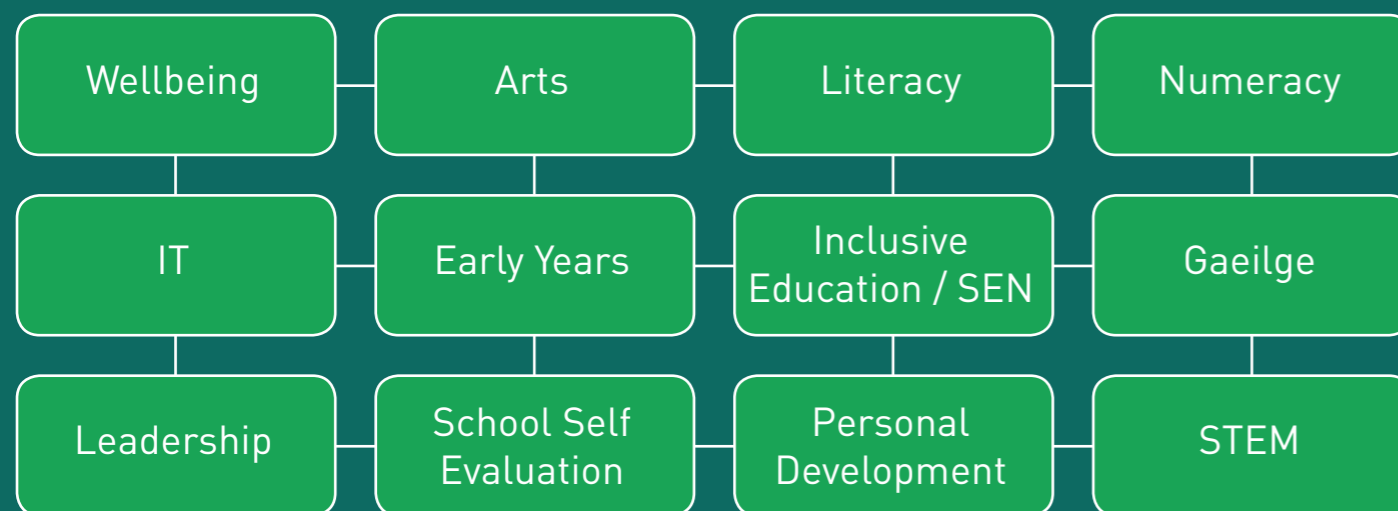 Wellbeing
Arts
Literacy
Numeracy
IT
Early Years
Inclusive
Education / SEN
Gaeilge
Leadership
School Self
Evaluation
Personal
Development
STEM